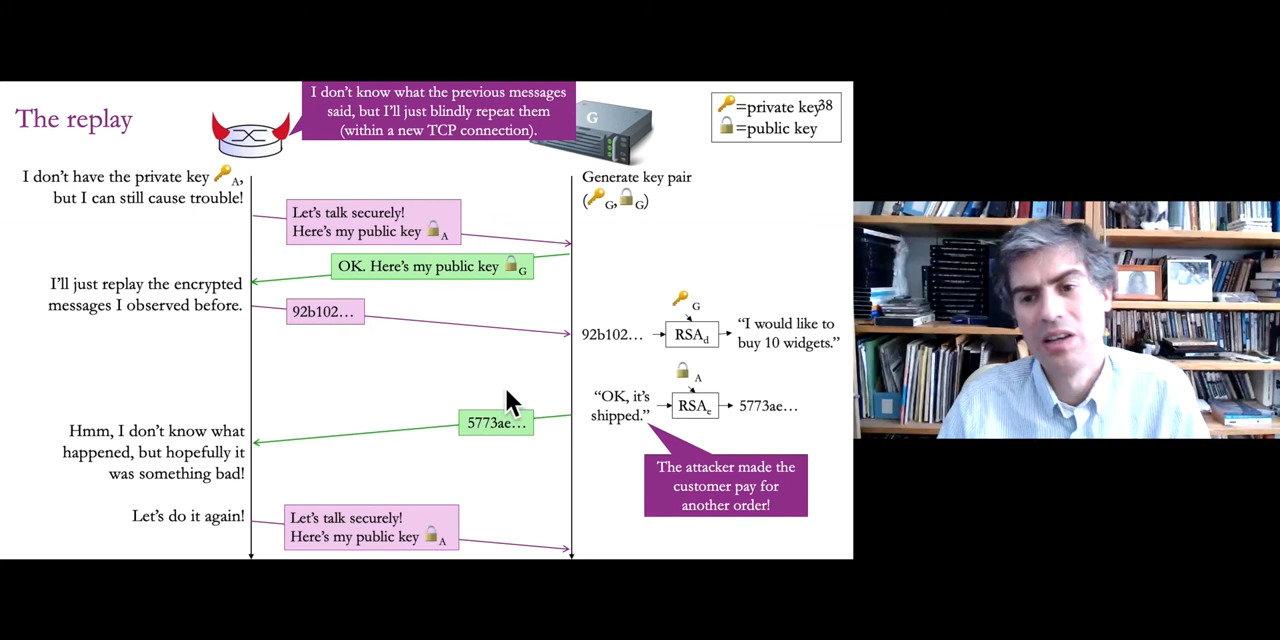 The replay
I don't know what the previous messages
said, but I'll just blindly repeat them
(within a new TCP connection).
G
=private key38
=public key
I don't have the private key A,
but I can still cause trouble!
Generate key pair
( G, G)
Let's talk securely!
Here's my public key A
OK. Here's my public key G
I'll just replay the encrypted
messages I observed before.
92b102…
G
92b102…
RSAd
"I would like to
buy 10 widgets."
A
"OK, it's
shipped."
RSAe
5773ae…
5773ae…
Hmm, I don't know what
happened, but hopefully it
was something bad!
The attacker made the
customer pay for
another order!
Let's do it again!
Let's talk securely!
Here's my public key A